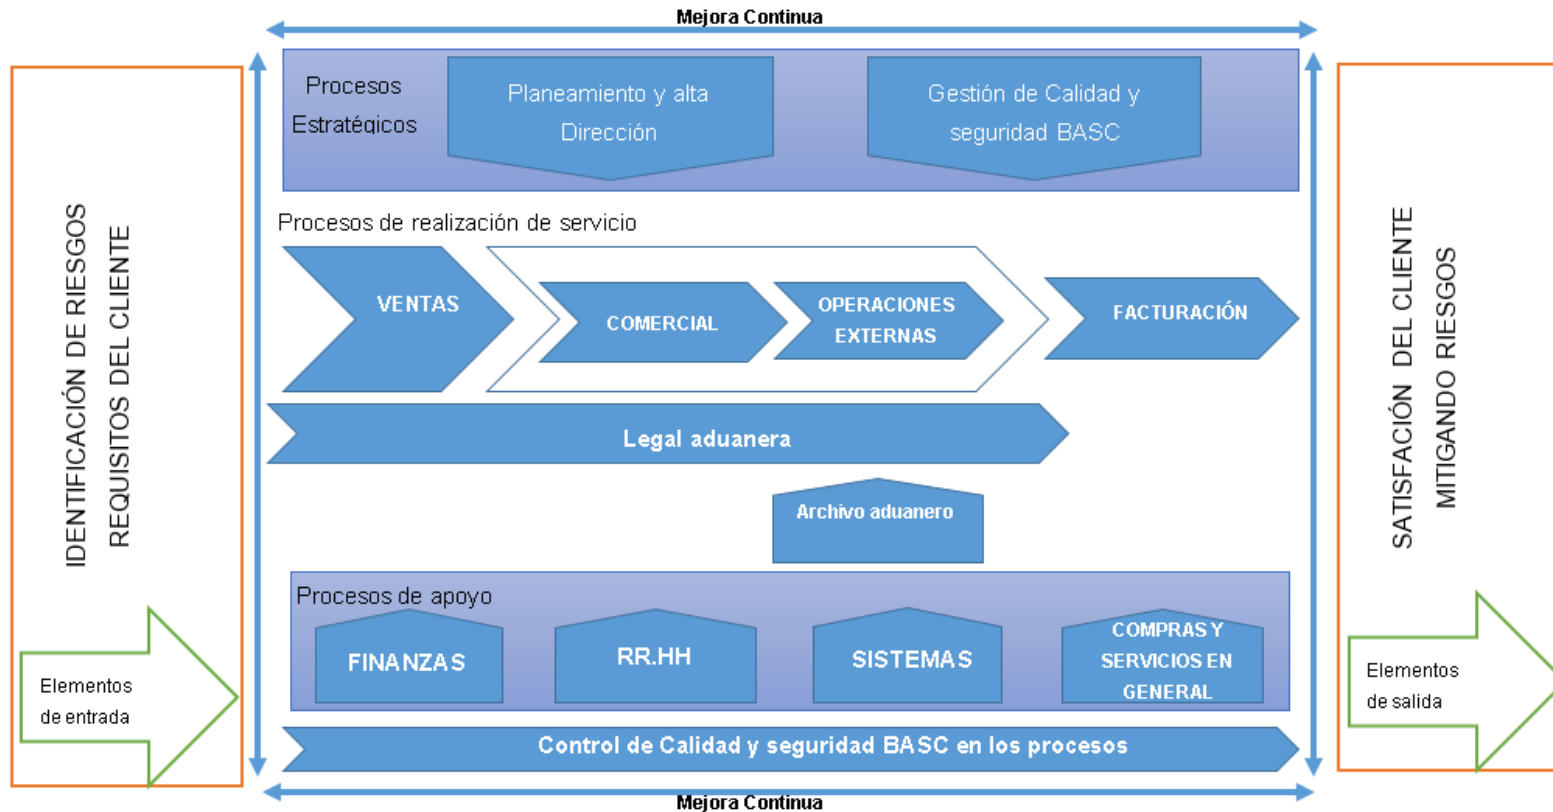 Mejora Continua
IDENTIFICACIÓN DE RIESGOS
REQUISITOS DEL CLIENTE
Elementos
de entrada
Procesos
Estratégicos
Planeamiento y alta
Dirección
Gestión de Calidad y
seguridad BASC
Procesos de realización de servicio
VENTAS
COMERCIAL
OPERACIONES
EXTERNAS
FACTURACIÓN
Legal aduanera
Archivo aduanero
Procesos de apoyo
FINANZAS
RR.HH
SISTEMAS
COMPRAS Y
SERVICIOS EN
GENERAL
Control de Calidad y seguridad BASC en los procesos
Mejora Continua
SATISFACIÓN DEL CLIENTE
MITIGANDO RIESGOS
Elementos
de salida